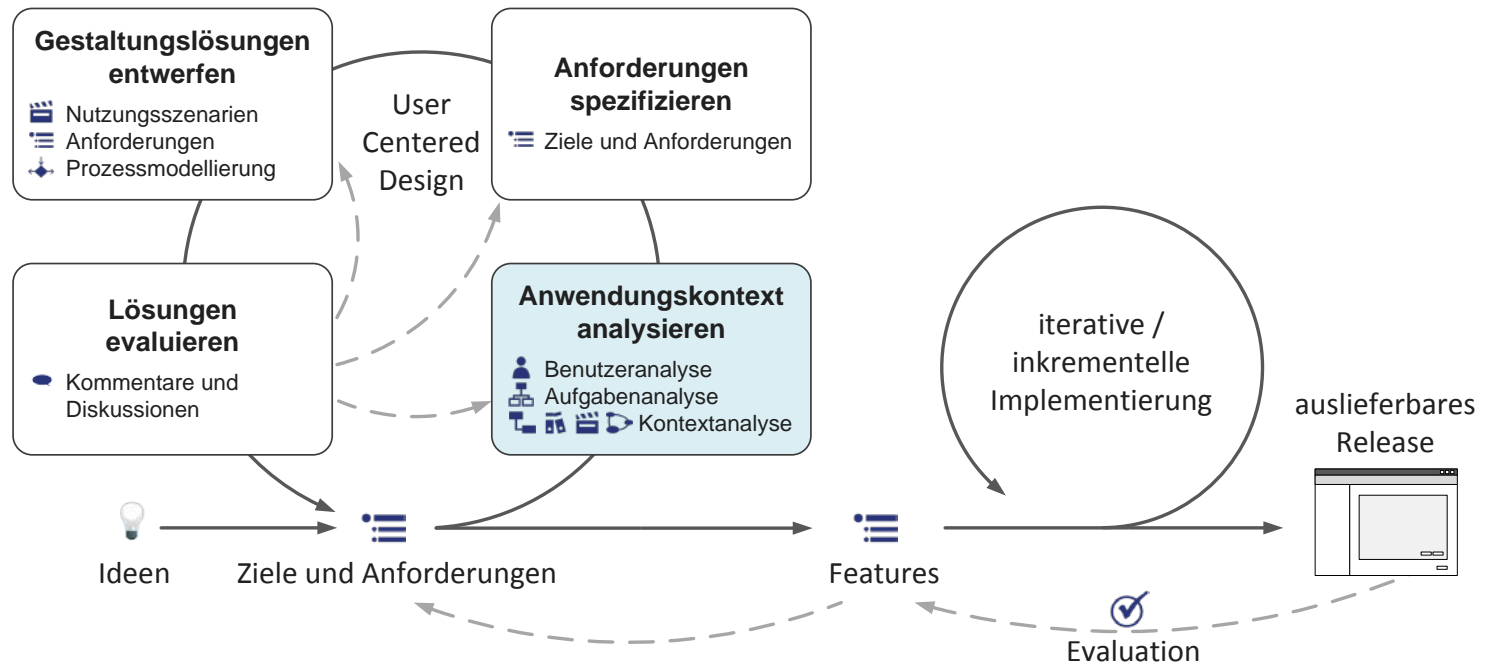 Gestaltungslösungen
entwerfen
Nutzungsszenarien
Anforderungen
Prozessmodellierung
User
Centered
Design
Anforderungen
spezifizieren
Ziele und Anforderungen
Lösungen
evaluieren
Kommentare und
Diskussionen
Anwendungskontext
analysieren
Benutzeranalyse
Aufgabenanalyse
Kontextanalyse
iterative /
inkrementelle
Implementierung
auslieferbares
Release
Ideen
Ziele und Anforderungen
Features
Evaluation